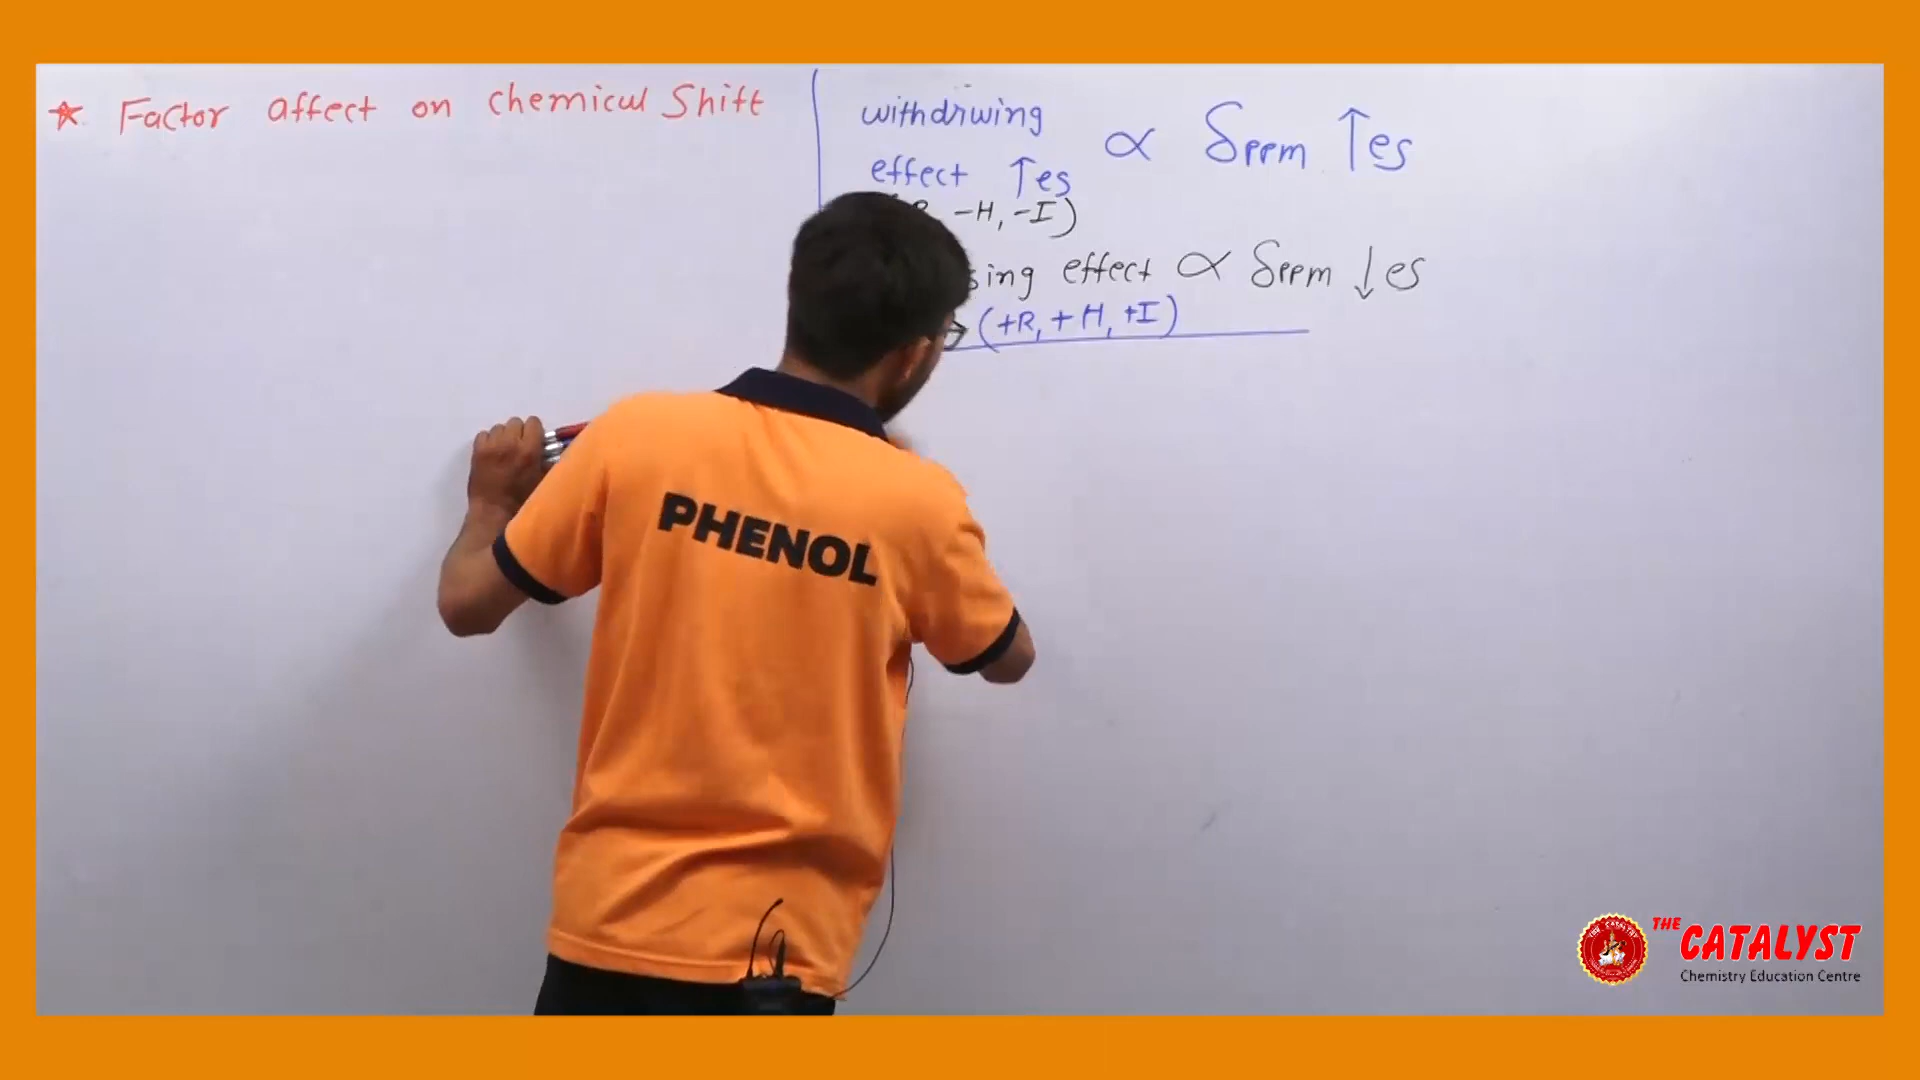 ★ Factor affect on chemical Shift
withdrwing
effect ↑es ∝ δppm ↑es
-H, -I)
sing effect ∝ δppm ↓es
(+R, +H, +I)
PHENOL
THE
CATALYST
Chemistry Education Centre